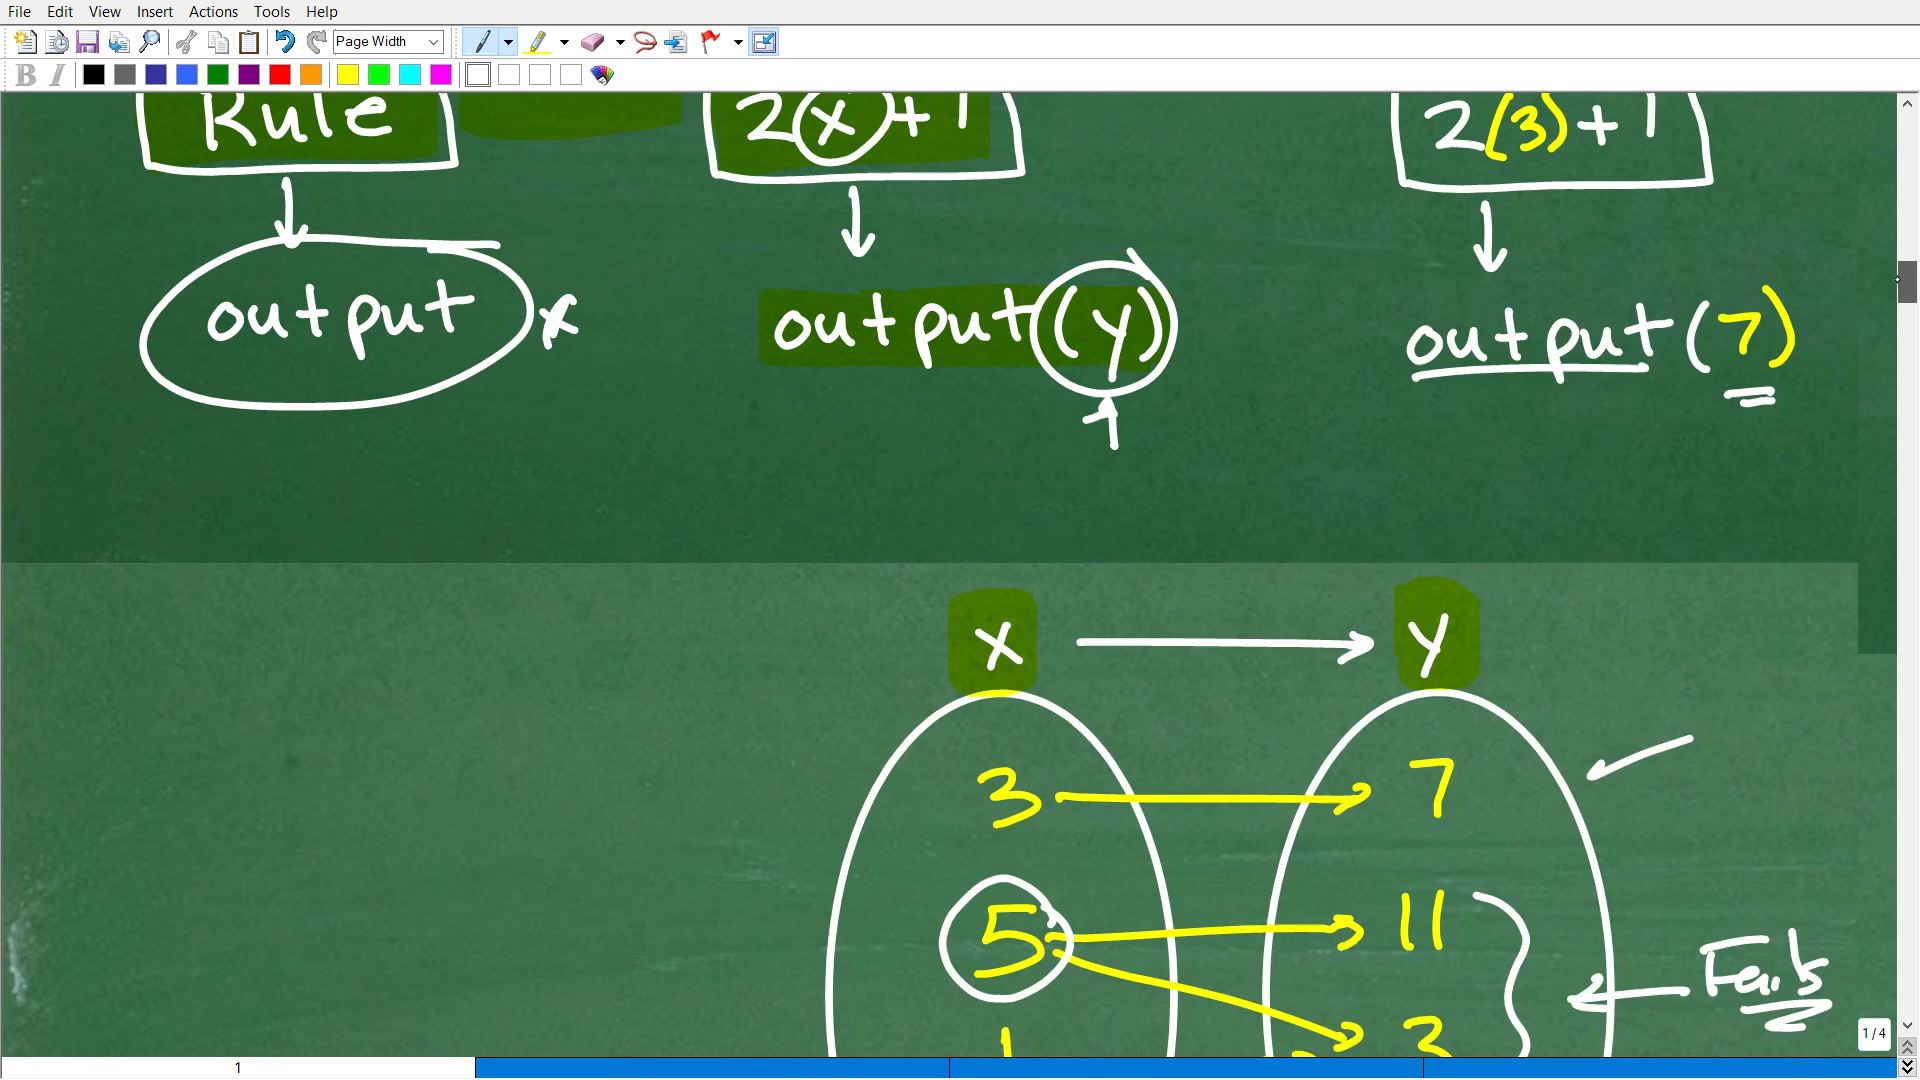 File Edit View Insert Actions Tools Help
Page Width
B I
Rule 2(x)+1 2(3)+1
output x output(y) output(7)
x → y
3 7
5 11
Fails
1 3
1/4
1